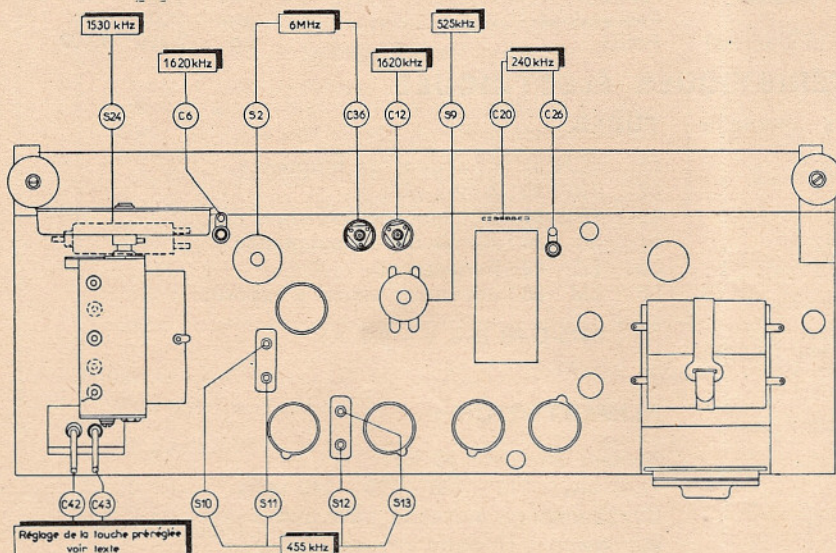 1530 kHz
6MHz
525kHz
1620kHz
1620kHz
240kHz
S24
C6
S2
C36
C12
S9
C20
C26
C42
C43
S10
S11
S12
S13
Réglage de la touche préréglée
voir texte
455 kHz